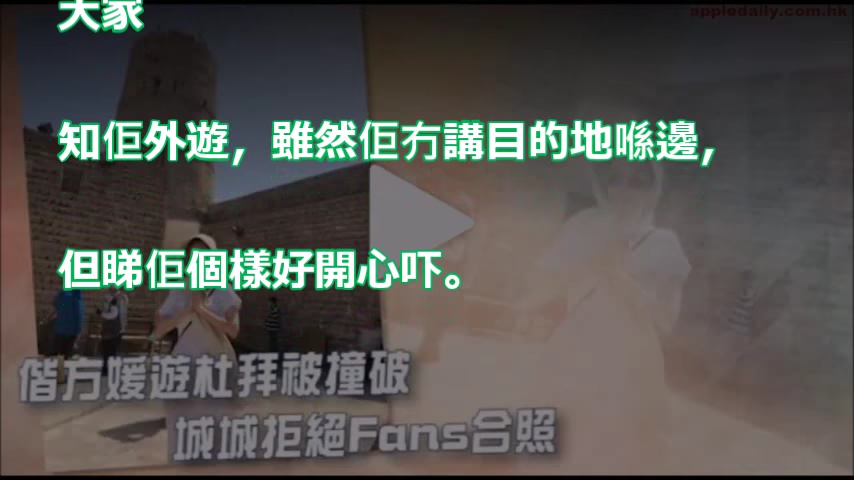 appledaily.com.hk
大家
知佢外遊，雖然佢冇講目的地喺邊，
但睇佢個樣好開心吓。
偕方媛遊杜拜被撞破
城城拒絕Fans合照